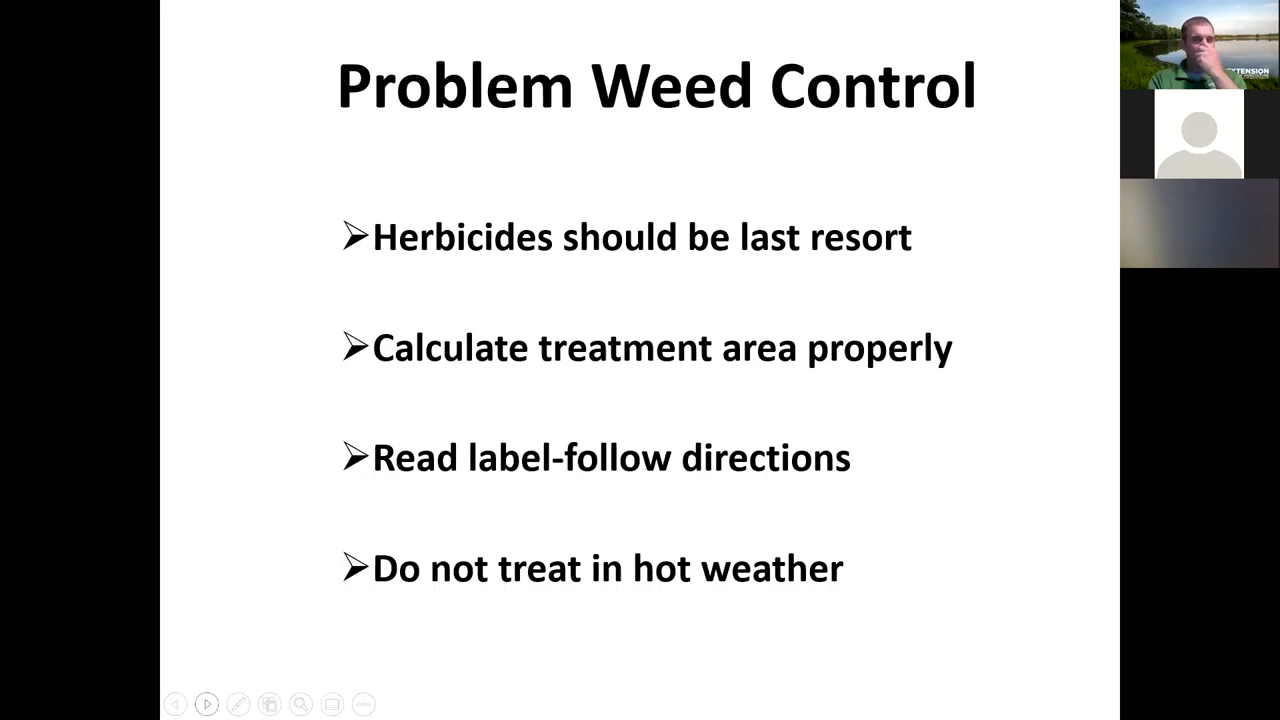 Problem Weed Control
➢Herbicides should be last resort
➢Calculate treatment area properly
➢Read label-follow directions
➢Do not treat in hot weather
EXTENSION